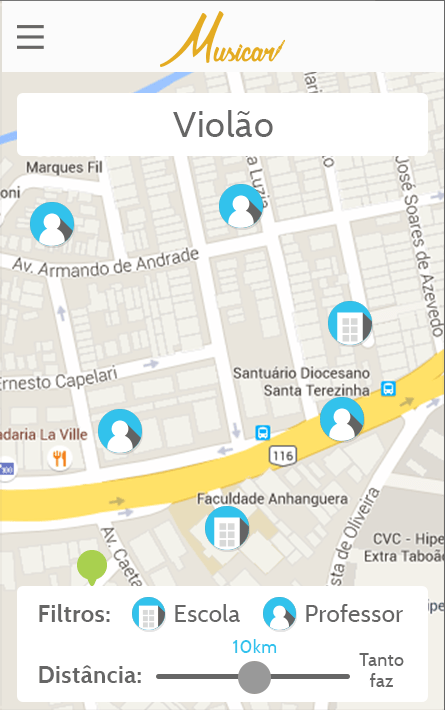 Musicar
Violão
Marques Fil
oni
Luzia
José Soares de Azevedo
Av. Armando de Andrade
Ernesto Capelari
Santuário Diocesano
Santa Terezinha
adaria La Ville
116
Faculdade Anhanguera
Av. Caeta
sta de Oliveira
CVC - Hipe
Extra Taboão
Filtros: Escola Professor
10km
Distância:
Tanto
faz